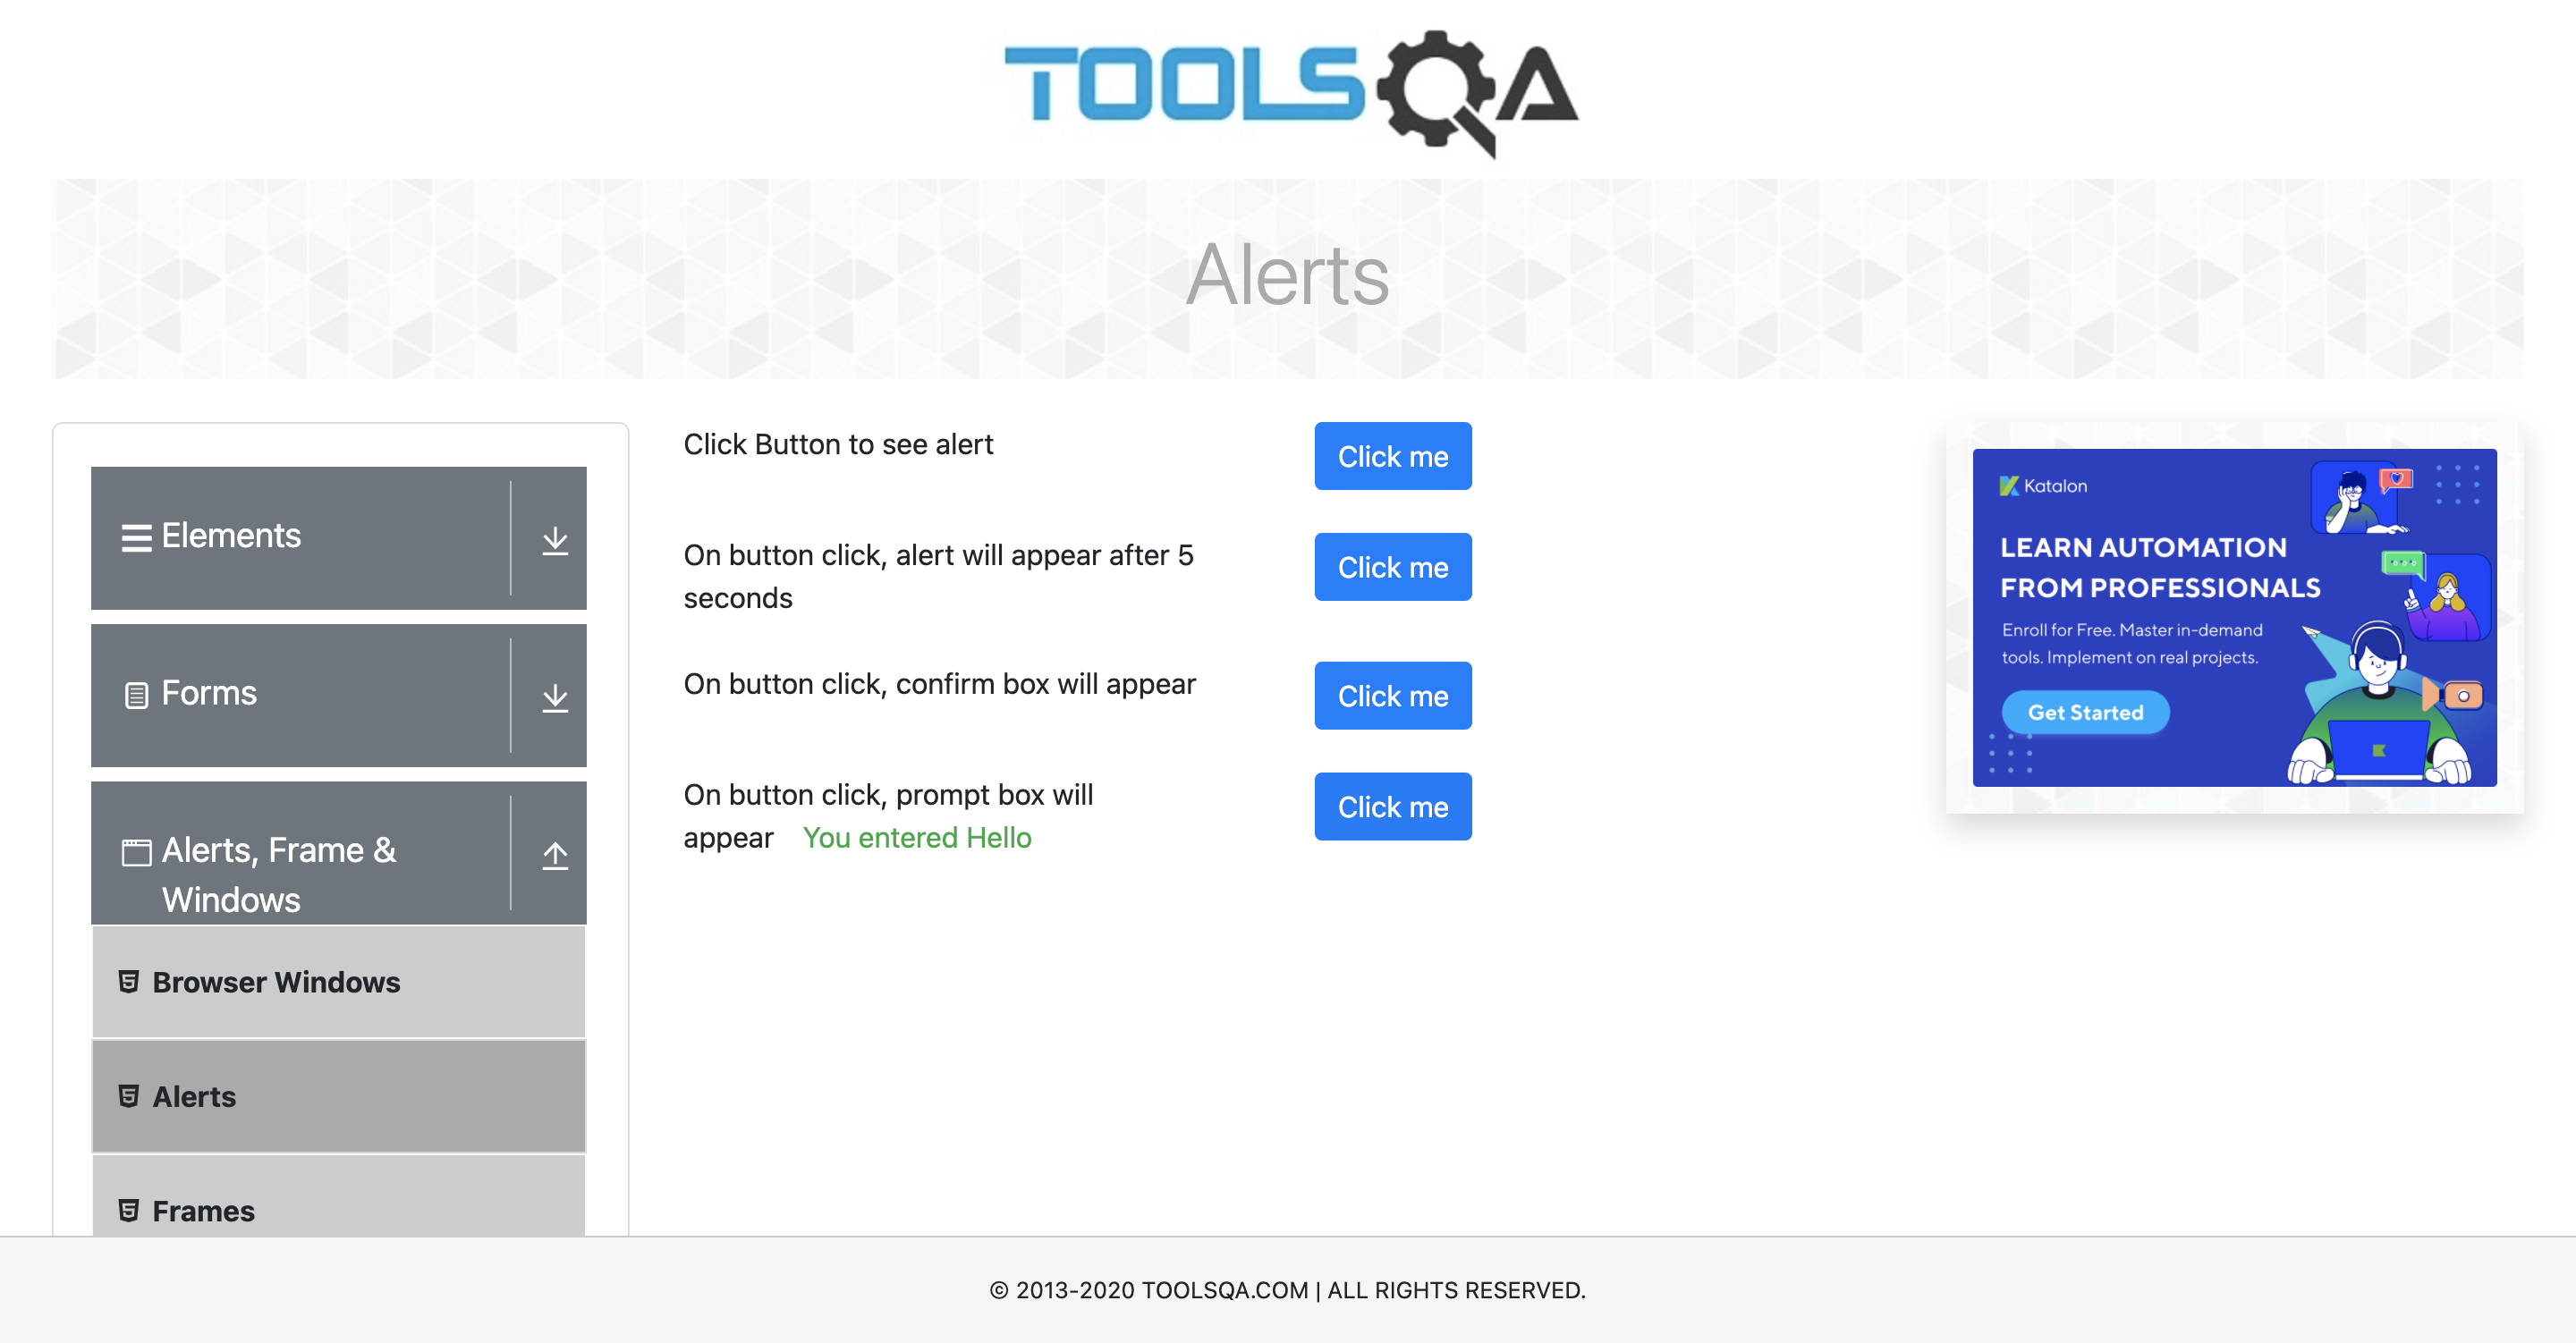 TOOLSQA
Alerts
Elements
Forms
Alerts, Frame &
Windows
Browser Windows
Alerts
Frames
Click Button to see alert
Click me
On button click, alert will appear after 5
seconds
Click me
On button click, confirm box will appear
Click me
On button click, prompt box will
appear You entered Hello
Click me
Katalon
LEARN AUTOMATION
FROM PROFESSIONALS
Enroll for Free. Master in-demand
tools. Implement on real projects.
Get Started
© 2013-2020 TOOLSQA.COM | ALL RIGHTS RESERVED.